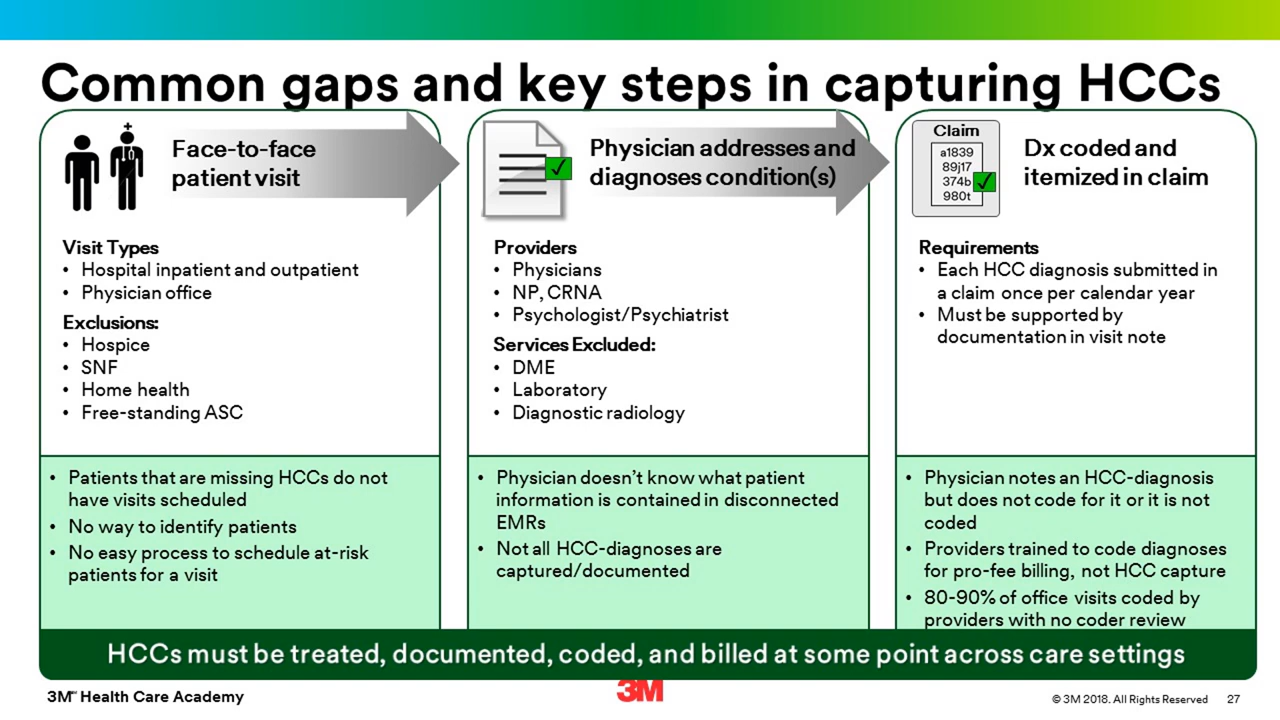 Common gaps and key steps in capturing HCCs
Face-to-face
patient visit
Visit Types
• Hospital inpatient and outpatient
• Physician office
Exclusions:
• Hospice
• SNF
• Home health
• Free-standing ASC
• Patients that are missing HCCs do not
have visits scheduled
• No way to identify patients
• No easy process to schedule at-risk
patients for a visit
Physician addresses and
diagnoses condition(s)
Providers
• Physicians
• NP, CRNA
• Psychologist/Psychiatrist
Services Excluded:
• DME
• Laboratory
• Diagnostic radiology
• Physician doesn't know what patient
information is contained in disconnected
EMRs
• Not all HCC-diagnoses are
captured/documented
Claim
a1839
89j17
374b
980t
Dx coded and
itemized in claim
Requirements
• Each HCC diagnosis submitted in
a claim once per calendar year
• Must be supported by
documentation in visit note
• Physician notes an HCC-diagnosis
but does not code for it or it is not
coded
• Providers trained to code diagnoses
for pro-fee billing, not HCC capture
• 80-90% of office visits coded by
providers with no coder review
HCCs must be treated, documented, coded, and billed at some point across care settings
3M℠ Health Care Academy
3M
© 3M 2018. All Rights Reserved 27